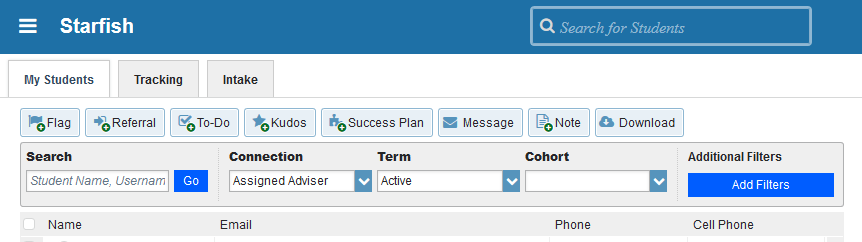 Starfish
Search for Students
My Students Tracking Intake
Flag Referral To-Do Kudos Success Plan Message Note Download
Search Connection Term Cohort Additional Filters
Student Name, Usernam Go Assigned Adviser Active Add Filters
Name Email Phone Cell Phone